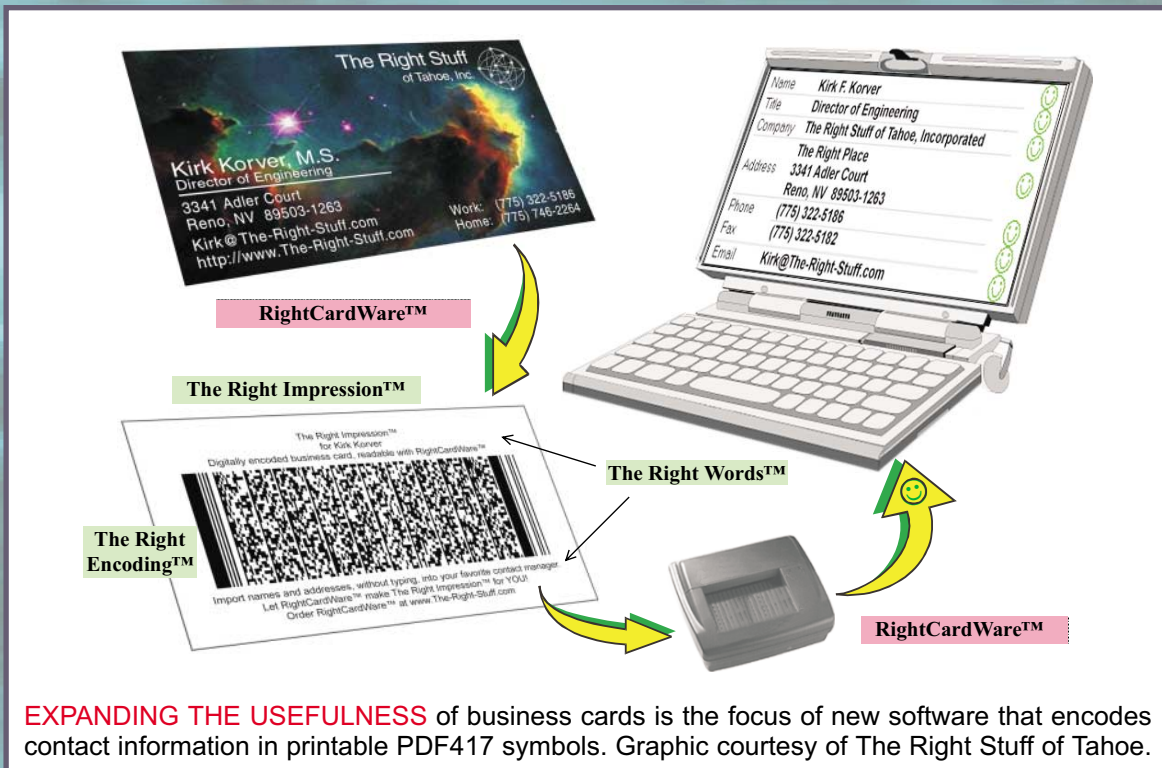 The Right Stuff
of Tahoe, Inc.
Kirk Korver, M.S.
Director of Engineering
3341 Adler Court
Reno, NV 89503-1263
Kirk@The-Right-Stuff.com
http://www.The-Right-Stuff.com
Work: (775) 322-5186
Home: (775) 746-2264
Name Kirk F. Korver
Title Director of Engineering
Company The Right Stuff of Tahoe, Incorporated
Address The Right Place
3341 Adler Court
Reno, NV 89503-1263
Phone (775) 322-5186
Fax (775) 322-5182
Email Kirk@The-Right-Stuff.com
RightCardWare™
The Right Impression™
The Right Impression™
for Kirk Korver
Digitally encoded business card, readable with RightCardWare™
The Right Words™
The Right
Encoding™
Import names and addresses, without typing, into your favorite contact manager.
Let RightCardWare™ make The Right Impression™ for YOU!
Order RightCardWare™ at www.The-Right-Stuff.com
RightCardWare™
EXPANDING THE USEFULNESS of business cards is the focus of new software that encodes
contact information in printable PDF417 symbols. Graphic courtesy of The Right Stuff of Tahoe.